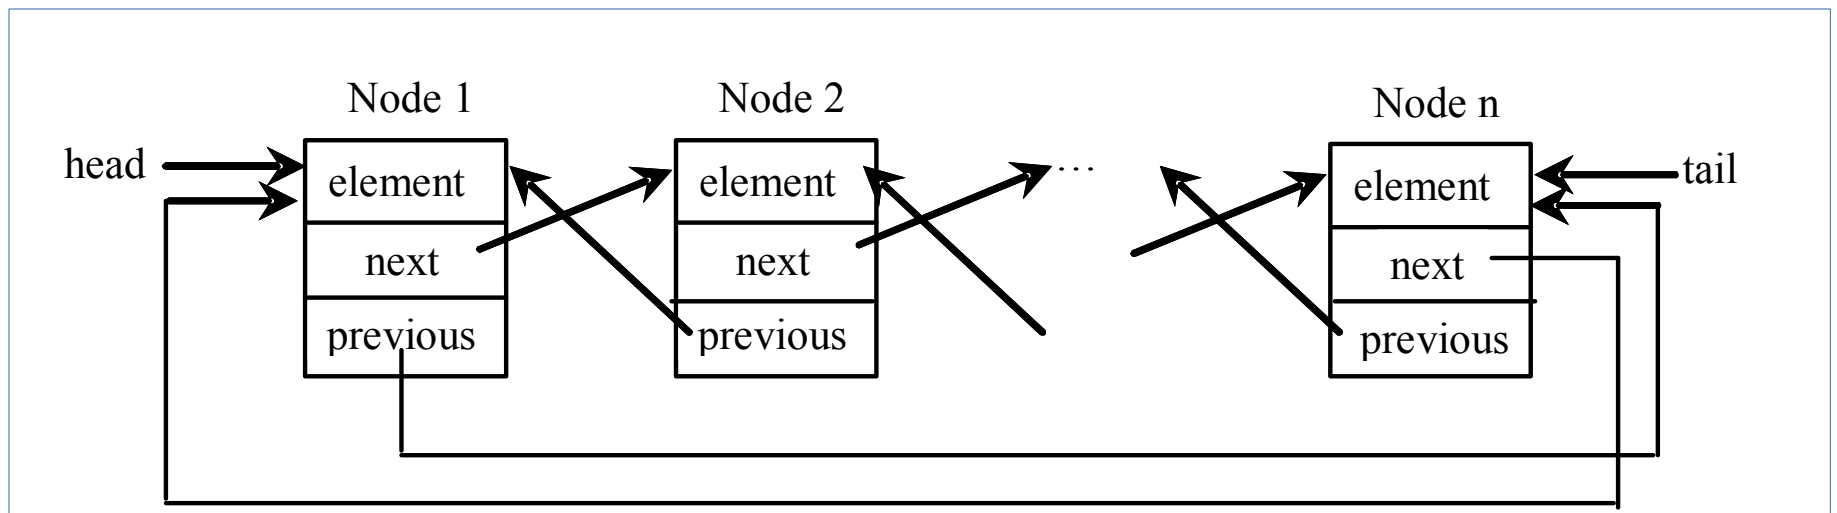 Node 1
Node 2
Node n
head
element
element
...
element
tail
next
next
next
previous
previous
previous